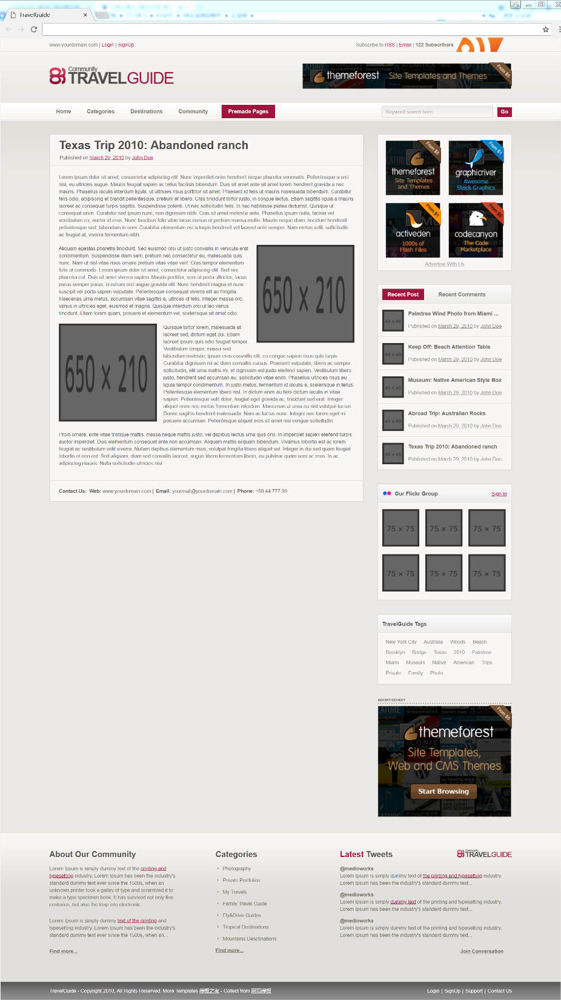 TravelGuide
www.yourdomain.com | Login | SignUp
Subscribe to RSS | Email | 122 Subscribers
Community
TRAVELGUIDE
themeforest Site Templates and Themes
From $5
Home Categories Destinations Community Premade Pages
Keyword search here Go
Texas Trip 2010: Abandoned ranch
Published on March 29, 2010 by John Doe
Lorem ipsum dolor sit amet, consectetur adipiscing elit. Nunc imperdiet enim hendrerit neque pharetra venenatis. Pellentesque a orci
nisi, eu ultricies augue. Mauris feugiat sapien ac tellus facilisis bibendum. Duis sit amet ante sit amet lorem hendrerit gravida a nec
mauris. Phasellus iaculis interdum ligula, ut ultricies risus porttitor sit amet. Praesent id felis ut mauris malesuada bibendum. Curabitur
felis odio, adipiscing et blandit pellentesque, pretium et libero. Cras tincidunt tortor justo, in congue lectus. Etiam sagittis ligula a mauris
laoreet ac consequat turpis sagittis. Suspendisse potenti. Ut nec sollicitudin felis. In hac habitasse platea dictumst. Quisque ut
consequat enim. Curabitur sed ipsum nunc, non dignissim nibh. Cras sit amet molestie ante. Phasellus ipsum nulla, lacinia vel
vestibulum eu, auctor id eros. Nunc faucibus felis vitae lacus cursus ut pretium massa mollis. Mauris neque diam, tincidunt hendrerit
pellentesque sed, bibendum in sem. Curabitur elementum est a turpis hendrerit vel laoreet ante semper. Nam metus velit, sollicitudin
ac feugiat at, viverra fermentum nibh.
Aliquam egestas pharetra tincidunt. Sed euismod orci ut justo convallis in vehicula erat
condimentum. Suspendisse diam sem, pretium nec consectetur eu, malesuada quis
nunc. Nam ut nisl vitae risus ornare pretium vitae vitae velit. Cras tempor elementum
felis ut commodo. Lorem ipsum dolor sit amet, consectetur adipiscing elit. Sed nec
pharetra est. Duis sit amet viverra sapien. Mauris porttitor, sem ut porta ultricies, lacus
purus semper purus, in rutrum orci augue gravida elit. Nunc hendrerit magna et nunc
suscipit vel porta sapien vulputate. Pellentesque consequat viverra elit ac fringilla.
Maecenas urna metus, accumsan vitae sagittis a, ultrices id felis. Integer massa orci,
varius in ultricies eget, euismod et magna. Quisque interdum orci ut leo varius
tincidunt. Etiam lorem quam, posuere et elementum vel, scelerisque sit amet odio.
650 × 210
650 × 210
Quisque tortor lorem, malesuada at
laoreet sed, dictum eget dui. Etiam
laoreet ipsum quis odio feugiat tempor.
Vestibulum tempor, massa sed
bibendum molestie, ipsum eros convallis elit, eu congue sapien risus quis turpis.
Curabitur dignissim mi ac diam convallis cursus. Praesent vulputate, libero ac semper
sollicitudin, elit urna mattis mi, et dignissim est justo eleifend sapien. Vestibulum libero
justo, hendrerit sed accumsan eu, sollicitudin vitae enim. Phasellus ultricies risus eu
ligula tempor condimentum. In justo metus, fermentum id iaculis a, scelerisque in tellus.
Pellentesque elementum libero nisl. In dictum enim eu felis dictum iaculis in vitae
sapien. Pellentesque velit dolor, feugiat eget gravida ac, tincidunt sed erat. Integer
aliquet enim nec metus fermentum interdum. Maecenas ut urna eu nisl volutpat luctus.
Donec sagittis hendrerit malesuada. Nam ac luctus nunc. Integer nec lorem eget mi
posuere accumsan. Pellentesque aliquet eros sit amet nisi congue sollicitudin.
Proin ornare, ante vitae tristique mattis, massa neque mattis justo, vel dapibus lectus urna quis orci. In imperdiet sapien eleifend turpis
auctor imperdiet. Duis elementum consequat ante non accumsan. Aliquam mattis aliquam bibendum. Vivamus lobortis est ac lorem
feugiat ac vestibulum velit viverra. Nullam dapibus elementum risus, volutpat fringilla libero aliquet vel. Integer in dui sed quam feugiat
lobortis et non est. Sed aliquam, diam sed convallis laoreet, augue libero fermentum libero, eu pulvinar quam sem ac eros. In ac
adipiscing mauris. Nulla sollicitudin ultricies nisi.
Contact Us: Web: www.yourdomain.com | Email: yourmail@yourdomain.com | Phone: +88 44 777 99
From $5
themeforest
Site Templates
and Themes
From $1
graphicriver
Awesome
Stock Graphics
From $1
activeden
1000s of
Flash Files
From $5
codecanyon
The Code
Marketplace
Advertise With Us
Recent Post Recent Comments
40 × 40
Palmtree Wind Photo from Miami ...
Published on March 29, 2010 by John Doe
40 × 40
Keep Off: Beach Attention Table
Published on March 29, 2010 by John Doe
40 × 40
Museum: Native American Style Box
Published on March 29, 2010 by John Doe
40 × 40
Abroad Trip: Australian Rocks
Published on March 29, 2010 by John Doe
40 × 40
Texas Trip 2010: Abandoned ranch
Published on March 29, 2010 by John Doe
Our Flickr Group Sign In
75 × 75 75 × 75 75 × 75
75 × 75 75 × 75 75 × 75
TravelGuide Tags
New York City Australia Woods Beach
Brooklyn Bridge Texas 2010 Palmtree
Miami Museum Native American Trips
Private Family Photo
ADVERTISEMENT
From $5
themeforest
Site Templates,
Web and CMS Themes
Start Browsing
About Our Community
Lorem Ipsum is simply dummy text of the printing and
typesetting industry. Lorem Ipsum has been the industry's
standard dummy text ever since the 1500s, when an
unknown printer took a galley of type and scrambled it to
make a type specimen book. It has survived not only five
centuries, but also the leap into electronic.
Lorem Ipsum is simply dummy text of the printing and
typesetting industry. Lorem Ipsum has been the industry's
standard dummy text ever since the 1500s, when an...
Find more...
Categories
Photography
Private Portfolios
My Travels
Family Travel Guide
Fly&Drive Guides
Tropical Destinations
Mountains Desctinations
Find more...
Latest Tweets
Community
TRAVELGUIDE
@medioworks
Lorem Ipsum is simply dummy text of the printing and typesetting industry.
Lorem Ipsum has been the industry's standard dummy text...
@medioworks
Lorem Ipsum is simply dummy text of the printing and typesetting industry.
Lorem Ipsum has been the industry's standard dummy text...
@medioworks
Lorem Ipsum is simply dummy text of the printing and typesetting industry.
Lorem Ipsum has been the industry's standard dummy text...
Join Conversation
TravelGuide - Copyright 2010, All Rights Reserved. More Templates 模板之家 - Collect from 网页模板
Login | SignUp | Support | Contact Us